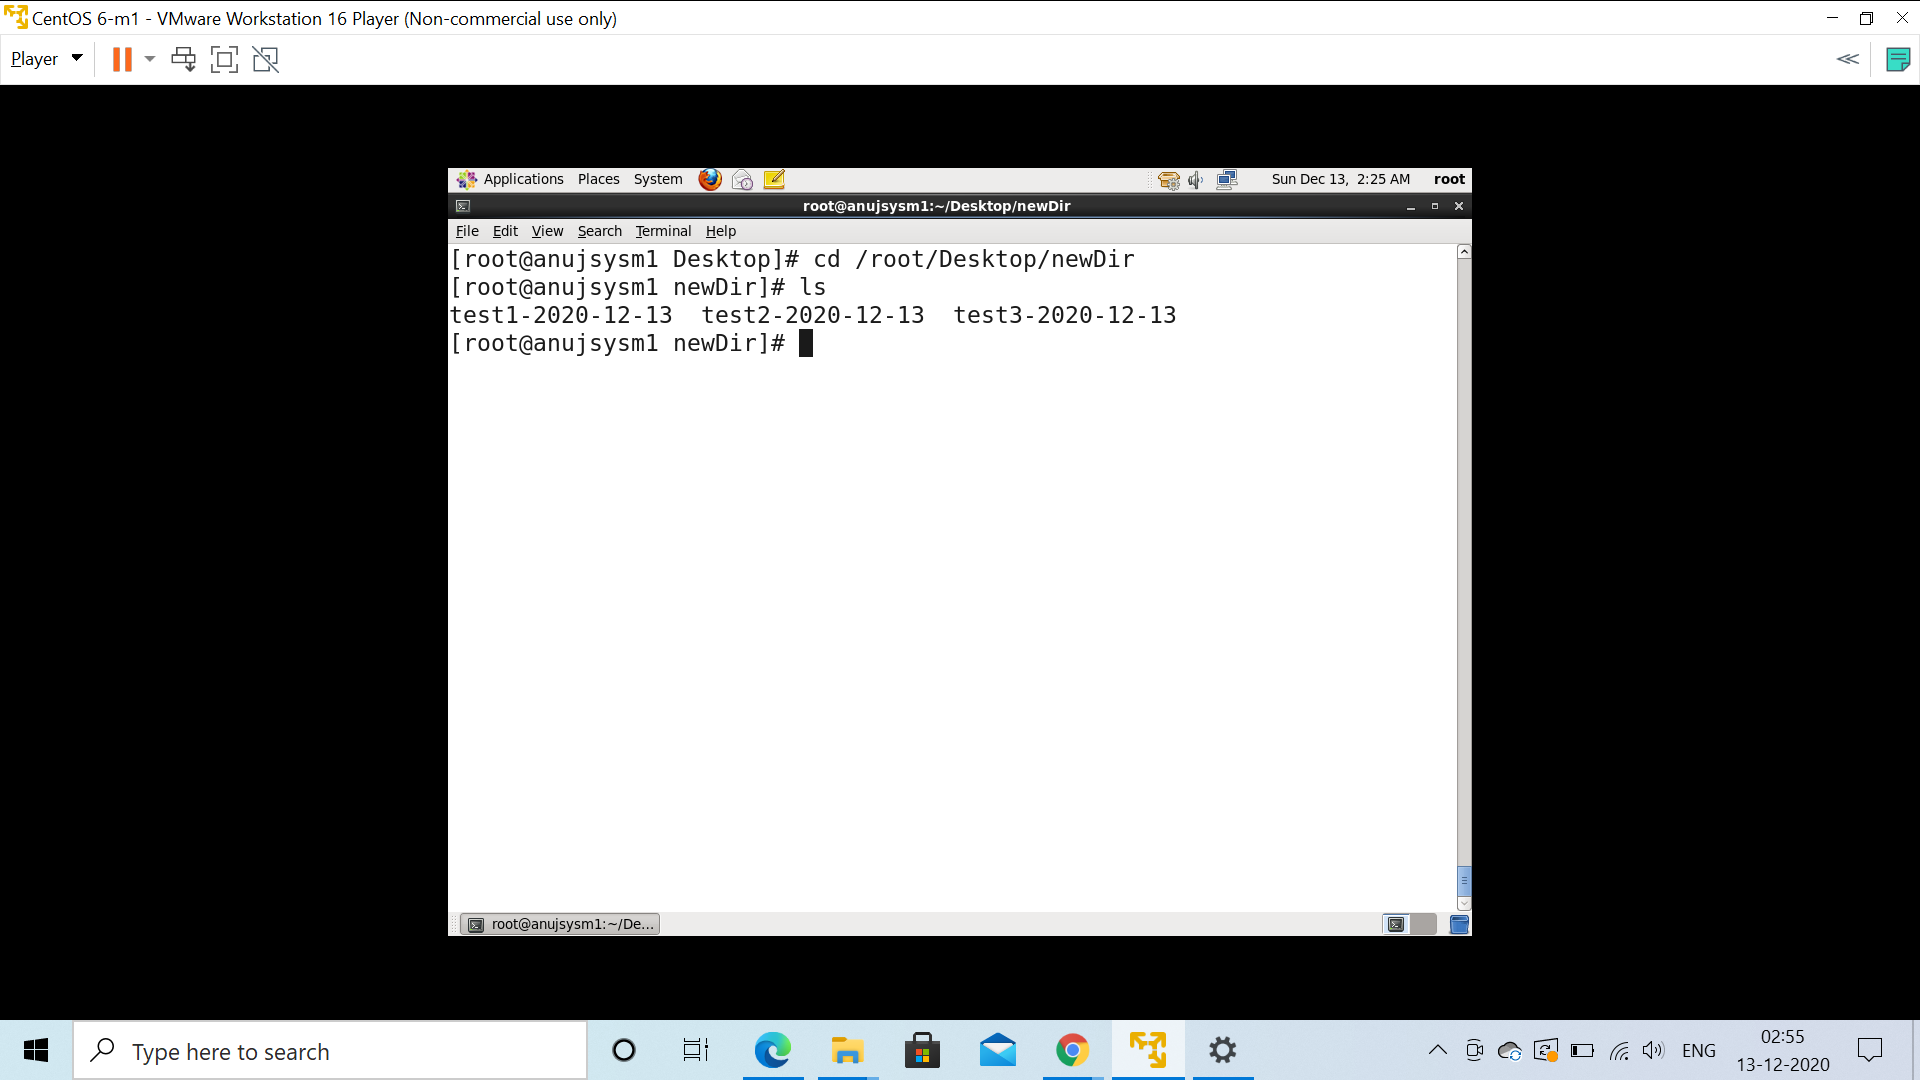 CentOS 6-m1 - VMware Workstation 16 Player (Non-commercial use only)
Player
Applications Places System Sun Dec 13, 2:25 AM root
root@anujsysm1:~/Desktop/newDir
File Edit View Search Terminal Help
[root@anujsysm1 Desktop]# cd /root/Desktop/newDir
[root@anujsysm1 newDir]# ls
test1-2020-12-13 test2-2020-12-13 test3-2020-12-13
[root@anujsysm1 newDir]#
root@anujsysm1:~/De...
Type here to search
ENG
02:55
13-12-2020